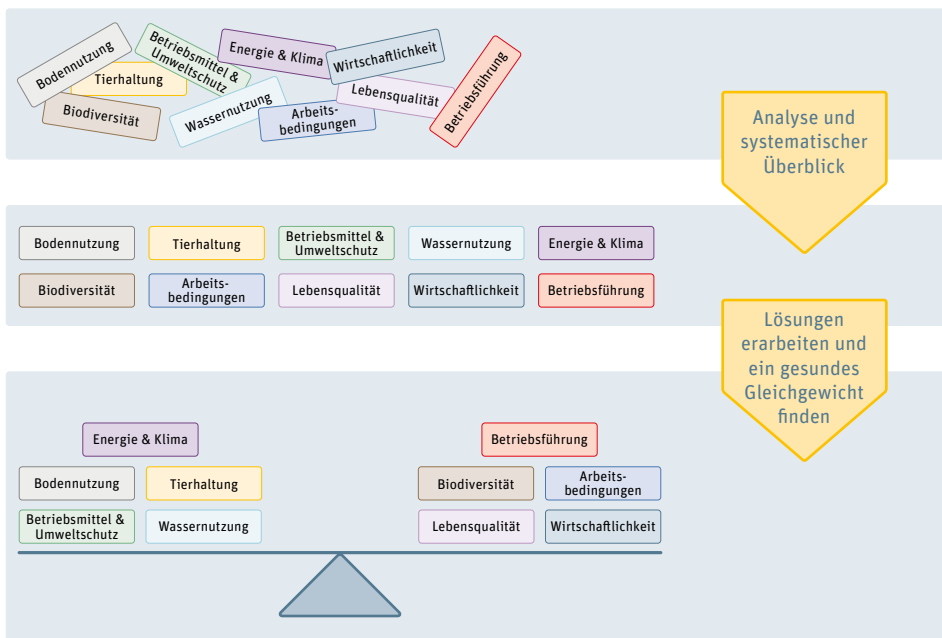 Bodennutzung
Betriebsmittel &
Umweltschutz
Energie & Klima
Wirtschaftlichkeit
Betriebsführung
Tierhaltung
Lebensqualität
Biodiversität
Wassernutzung
Arbeits-
bedingungen
Analyse und
systematischer
Überblick
Bodennutzung
Tierhaltung
Betriebsmittel &
Umweltschutz
Wassernutzung
Energie & Klima
Biodiversität
Arbeits-
bedingungen
Lebensqualität
Wirtschaftlichkeit
Betriebsführung
Lösungen
erarbeiten und
ein gesundes
Gleichgewicht
finden
Energie & Klima
Betriebsführung
Bodennutzung
Tierhaltung
Biodiversität
Arbeits-
bedingungen
Betriebsmittel &
Umweltschutz
Wassernutzung
Lebensqualität
Wirtschaftlichkeit